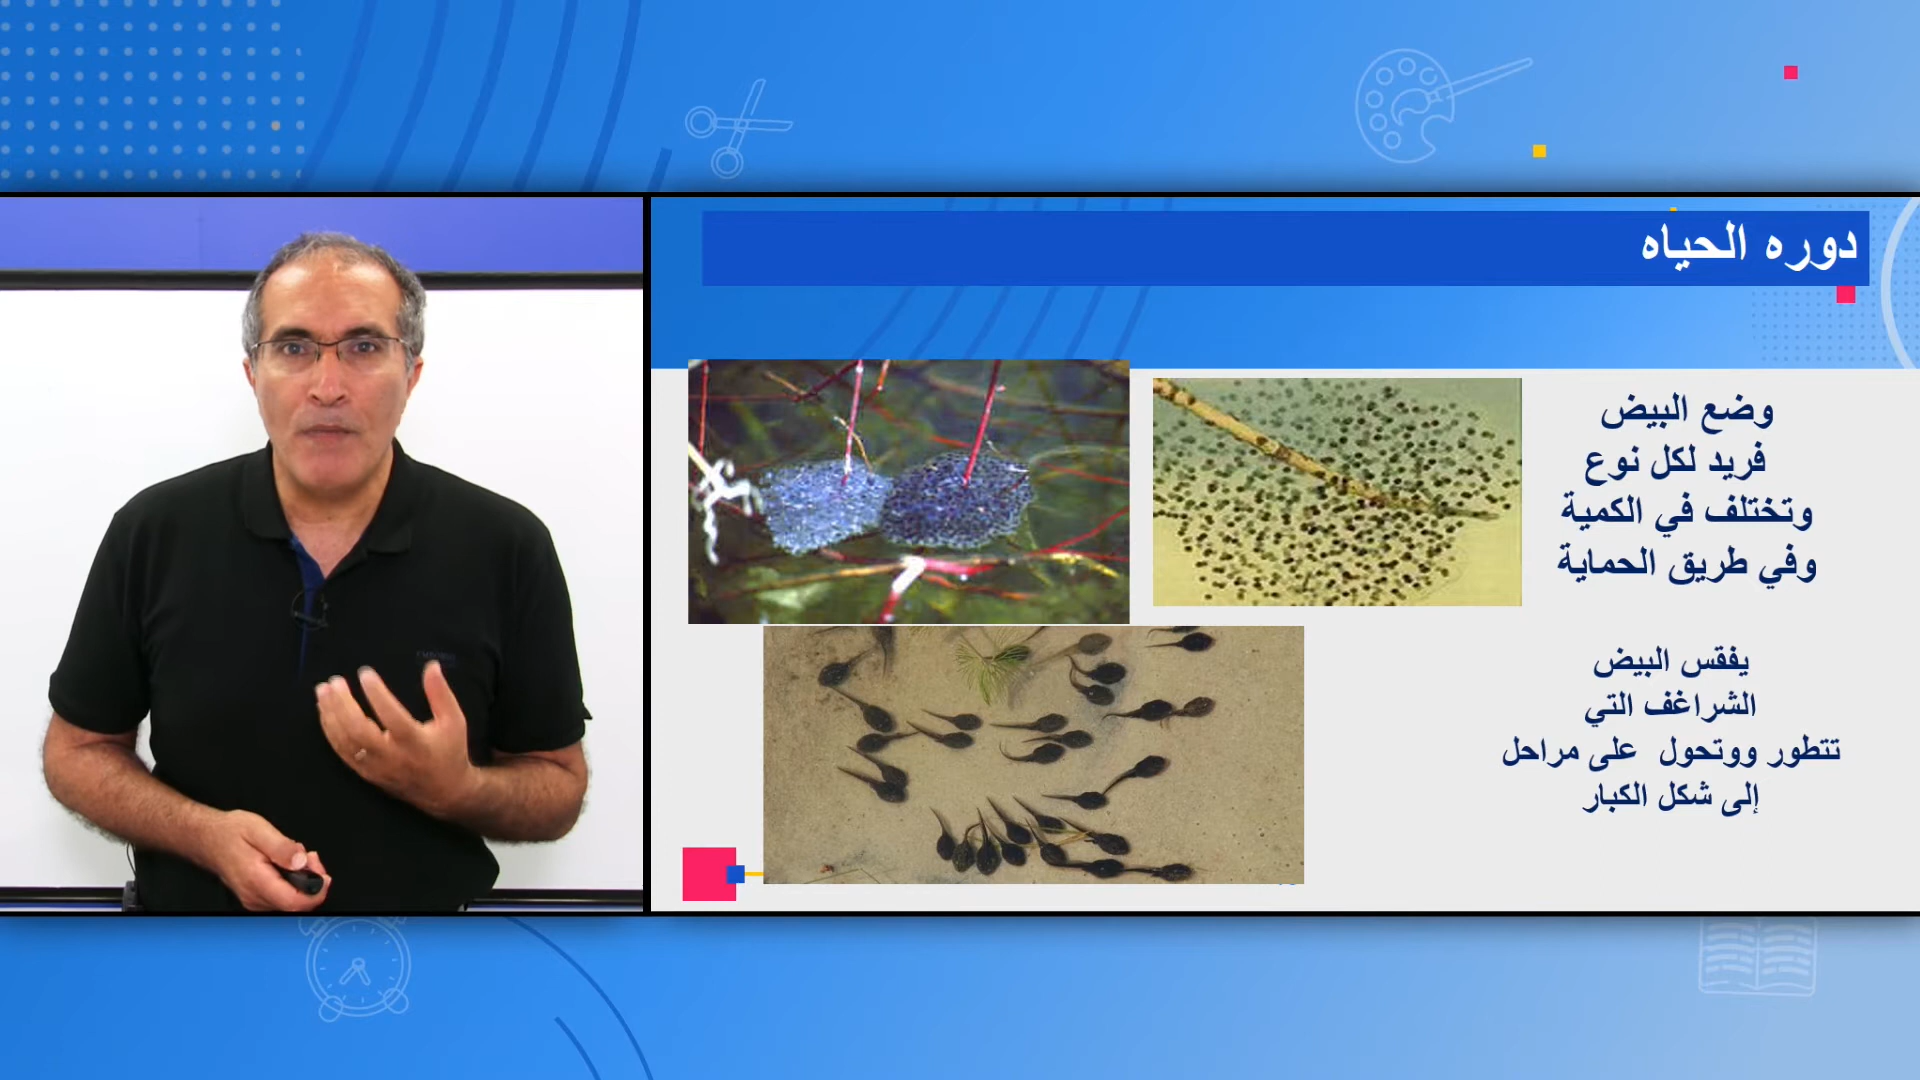 دوره الحياه
وضع البيض
فريد لكل نوع
وتختلف في الكمية
وفي طريق الحماية
يفقس البيض
الشراغف التي
تتطور ووتحول على مراحل
إلى شكل الكبار